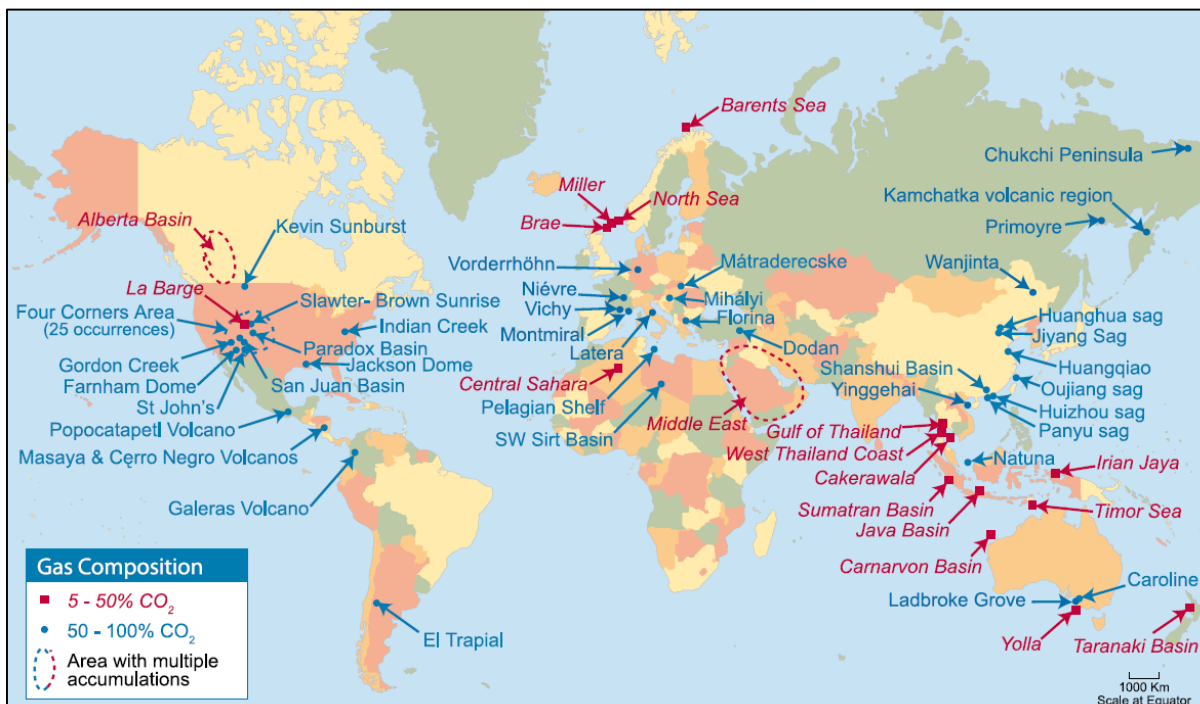 Barents Sea
Chukchi Peninsula
Kamchatka volcanic region
Primoyre
Miller
North Sea
Brae
Alberta Basin
Kevin Sunburst
Vorderrhöhn
Mátraderecske
Wanjinta
La Barge
Niévre
Mihályi
Four Corners Area
(25 occurrences)
Slawter- Brown Sunrise
Vichy
Florina
Huanghua sag
Jiyang Sag
Indian Creek
Montmiral
Gordon Creek
Paradox Basin
Latera
Dodan
Huangqiao
Farnham Dome
Jackson Dome
San Juan Basin
Central Sahara
Shanshui Basin
Oujiang sag
St John's
Pelagian Shelf
Middle East
Yinggehai
Huizhou sag
Popocatapetl Volcano
SW Sirt Basin
Gulf of Thailand
Panyu sag
Masaya & Cęrro Negro Volcanos
West Thailand Coast
Natuna
Irian Jaya
Cakerawala
Galeras Volcano
Sumatran Basin
Timor Sea
Java Basin
Carnarvon Basin
Caroline
Ladbroke Grove
El Trapial
Yolla
Taranaki Basin
Gas Composition
5 - 50% CO₂
50 - 100% CO₂
Area with multiple
accumulations
1000 Km
Scale at Equator